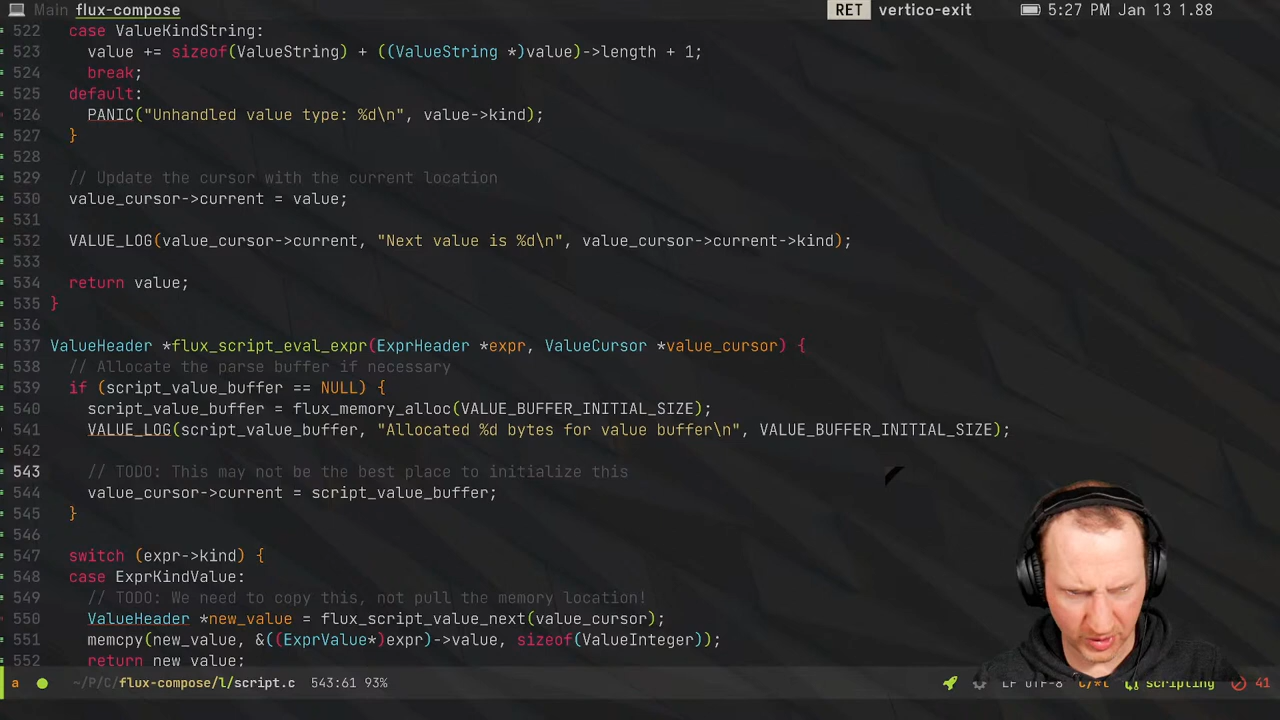 Main flux-compose RET vertico-exit 5:27 PM Jan 13 1.88
522 case ValueKindString:
523 value += sizeof(ValueString) + ((ValueString *)value)->length + 1;
524 break;
525 default:
526 PANIC("Unhandled value type: %d\n", value->kind);
527 }
528
529 // Update the cursor with the current location
530 value_cursor->current = value;
531
532 VALUE_LOG(value_cursor->current, "Next value is %d\n", value_cursor->current->kind);
533
534 return value;
535 }
536
537 ValueHeader *flux_script_eval_expr(ExprHeader *expr, ValueCursor *value_cursor) {
538 // Allocate the parse buffer if necessary
539 if (script_value_buffer == NULL) {
540 script_value_buffer = flux_memory_alloc(VALUE_BUFFER_INITIAL_SIZE);
541 VALUE_LOG(script_value_buffer, "Allocated %d bytes for value buffer\n", VALUE_BUFFER_INITIAL_SIZE);
542
543 // TODO: This may not be the best place to initialize this
544 value_cursor->current = script_value_buffer;
545 }
546
547 switch (expr->kind) {
548 case ExprKindValue:
549 // TODO: We need to copy this, not pull the memory location!
550 ValueHeader *new_value = flux_script_value_next(value_cursor);
551 memcpy(new_value, &((ExprValue*)expr)->value, sizeof(ValueInteger));
552 return new_value;
a ~/P/C/flux-compose/l/script.c 543:61 93% LF UTF-8 C/*l scripting 41